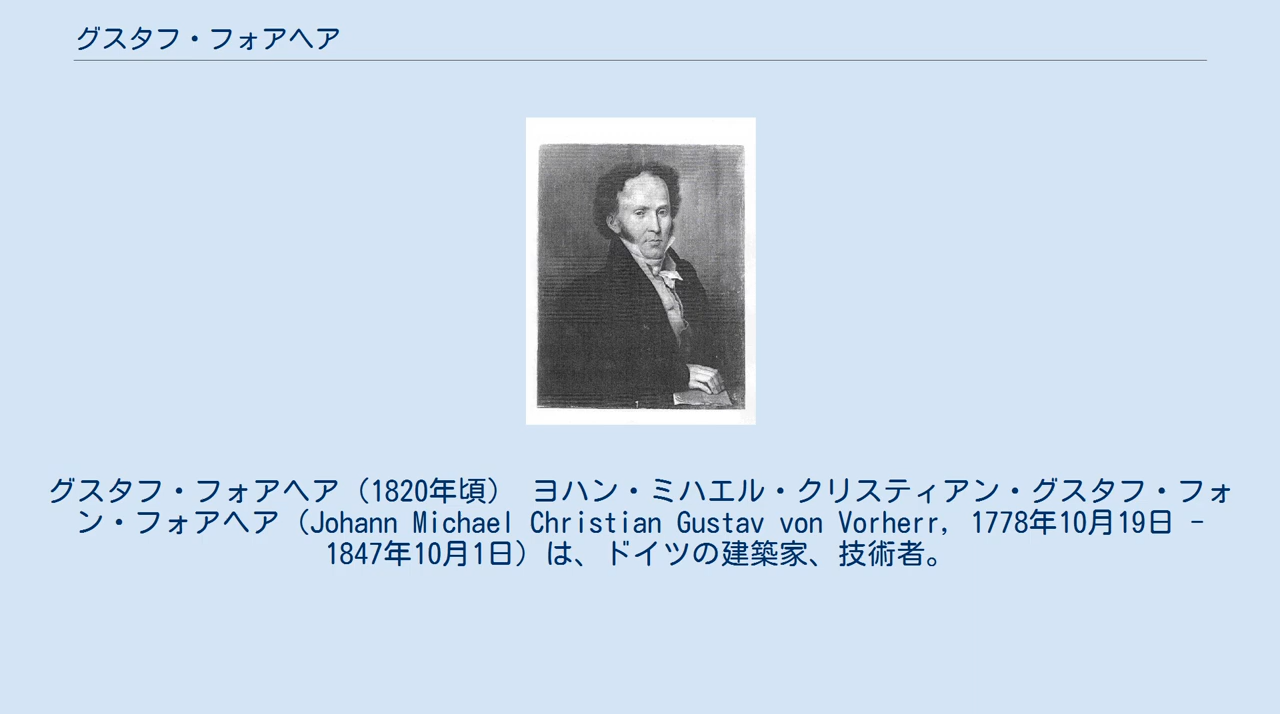 グスタフ・フォアヘア
グスタフ・フォアヘア（1820年頃） ヨハン・ミハエル・クリスティアン・グスタフ・フォ
ン・フォアヘア（Johann Michael Christian Gustav von Vorherr, 1778年10月19日 -
1847年10月1日）は、ドイツの建築家、技術者。